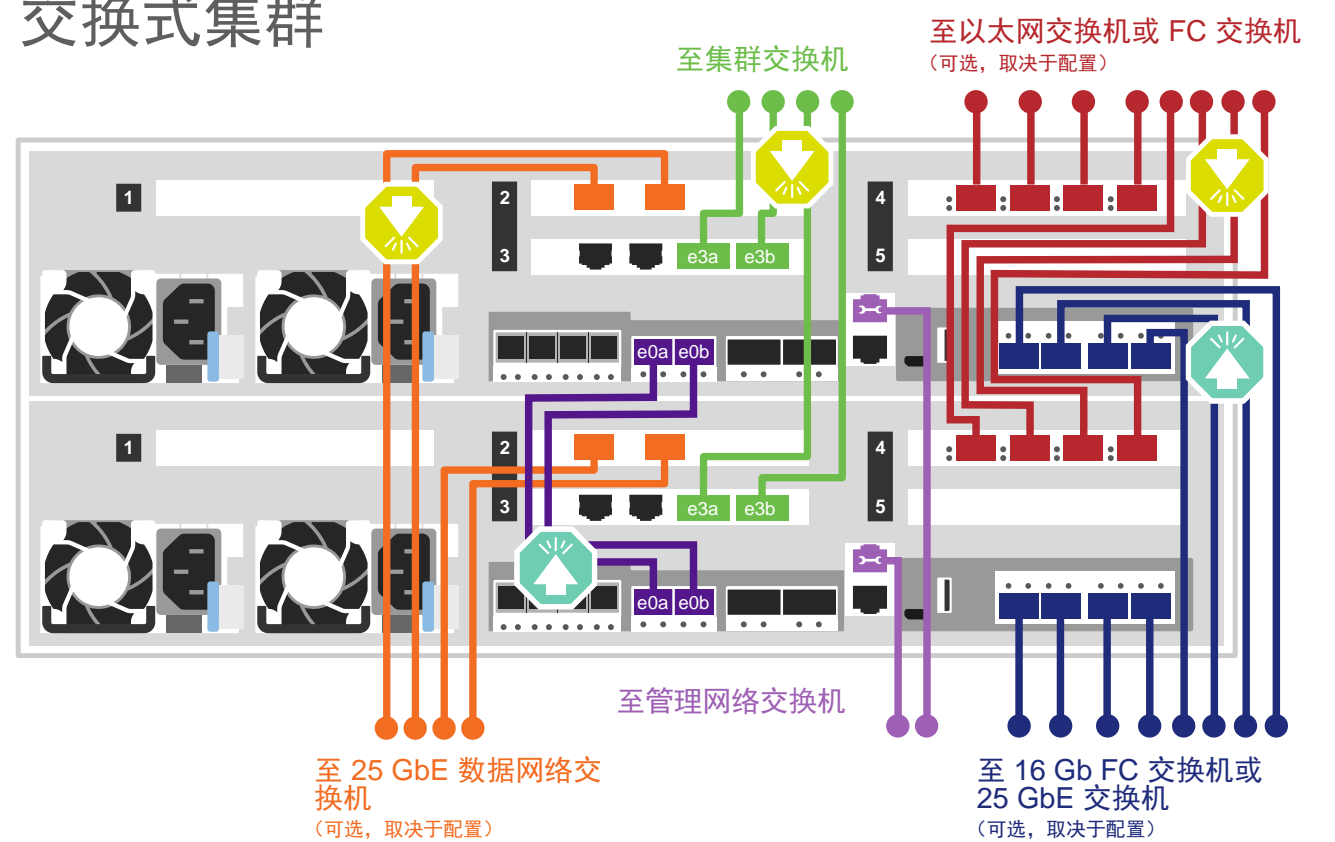 交换式集群
至以太网交换机或 FC 交换机
（可选，取决于配置）
至集群交换机
1
2
4
3
e3a
e3b
5
e0a
e0b
1
2
4
3
e3a
e3b
5
e0a
e0b
至管理网络交换机
至 25 GbE 数据网络交
换机
（可选，取决于配置）
至 16 Gb FC 交换机或
25 GbE 交换机
（可选，取决于配置）